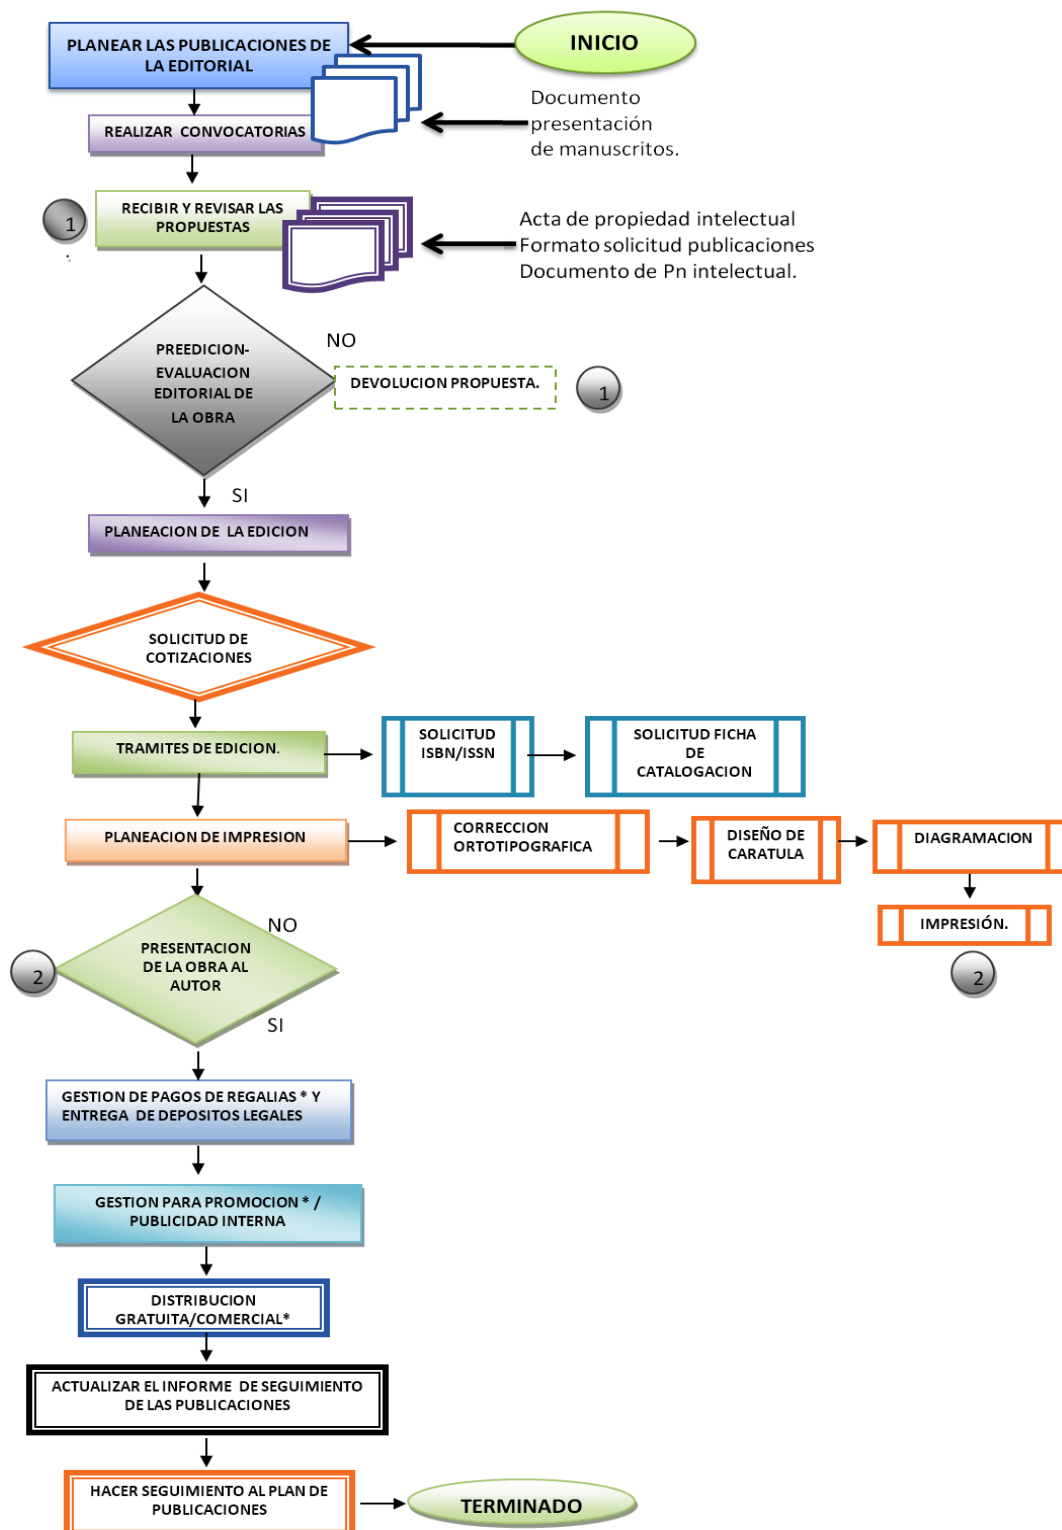 INICIO
PLANEAR LAS PUBLICACIONES DE
LA EDITORIAL
Documento
presentación
de manuscritos.
REALIZAR CONVOCATORIAS
1
RECIBIR Y REVISAR LAS
PROPUESTAS
Acta de propiedad intelectual
Formato solicitud publicaciones
Documento de Pn intelectual.
PREEDICION-
EVALUACION
EDITORIAL DE
LA OBRA
NO
DEVOLUCION PROPUESTA.
1
SI
PLANEACION DE LA EDICION
SOLICITUD DE
COTIZACIONES
TRAMITES DE EDICION.
SOLICITUD
ISBN/ISSN
SOLICITUD FICHA
DE
CATALOGACION
PLANEACION DE IMPRESION
CORRECCION
ORTOTIPOGRAFICA
DISEÑO DE
CARATULA
DIAGRAMACION
IMPRESIÓN.
2
NO
PRESENTACION
DE LA OBRA AL
AUTOR
2
SI
GESTION DE PAGOS DE REGALIAS * Y
ENTREGA DE DEPOSITOS LEGALES
GESTION PARA PROMOCION * /
PUBLICIDAD INTERNA
DISTRIBUCION
GRATUITA/COMERCIAL*
ACTUALIZAR EL INFORME DE SEGUIMIENTO
DE LAS PUBLICACIONES
HACER SEGUIMIENTO AL PLAN DE
PUBLICACIONES
TERMINADO